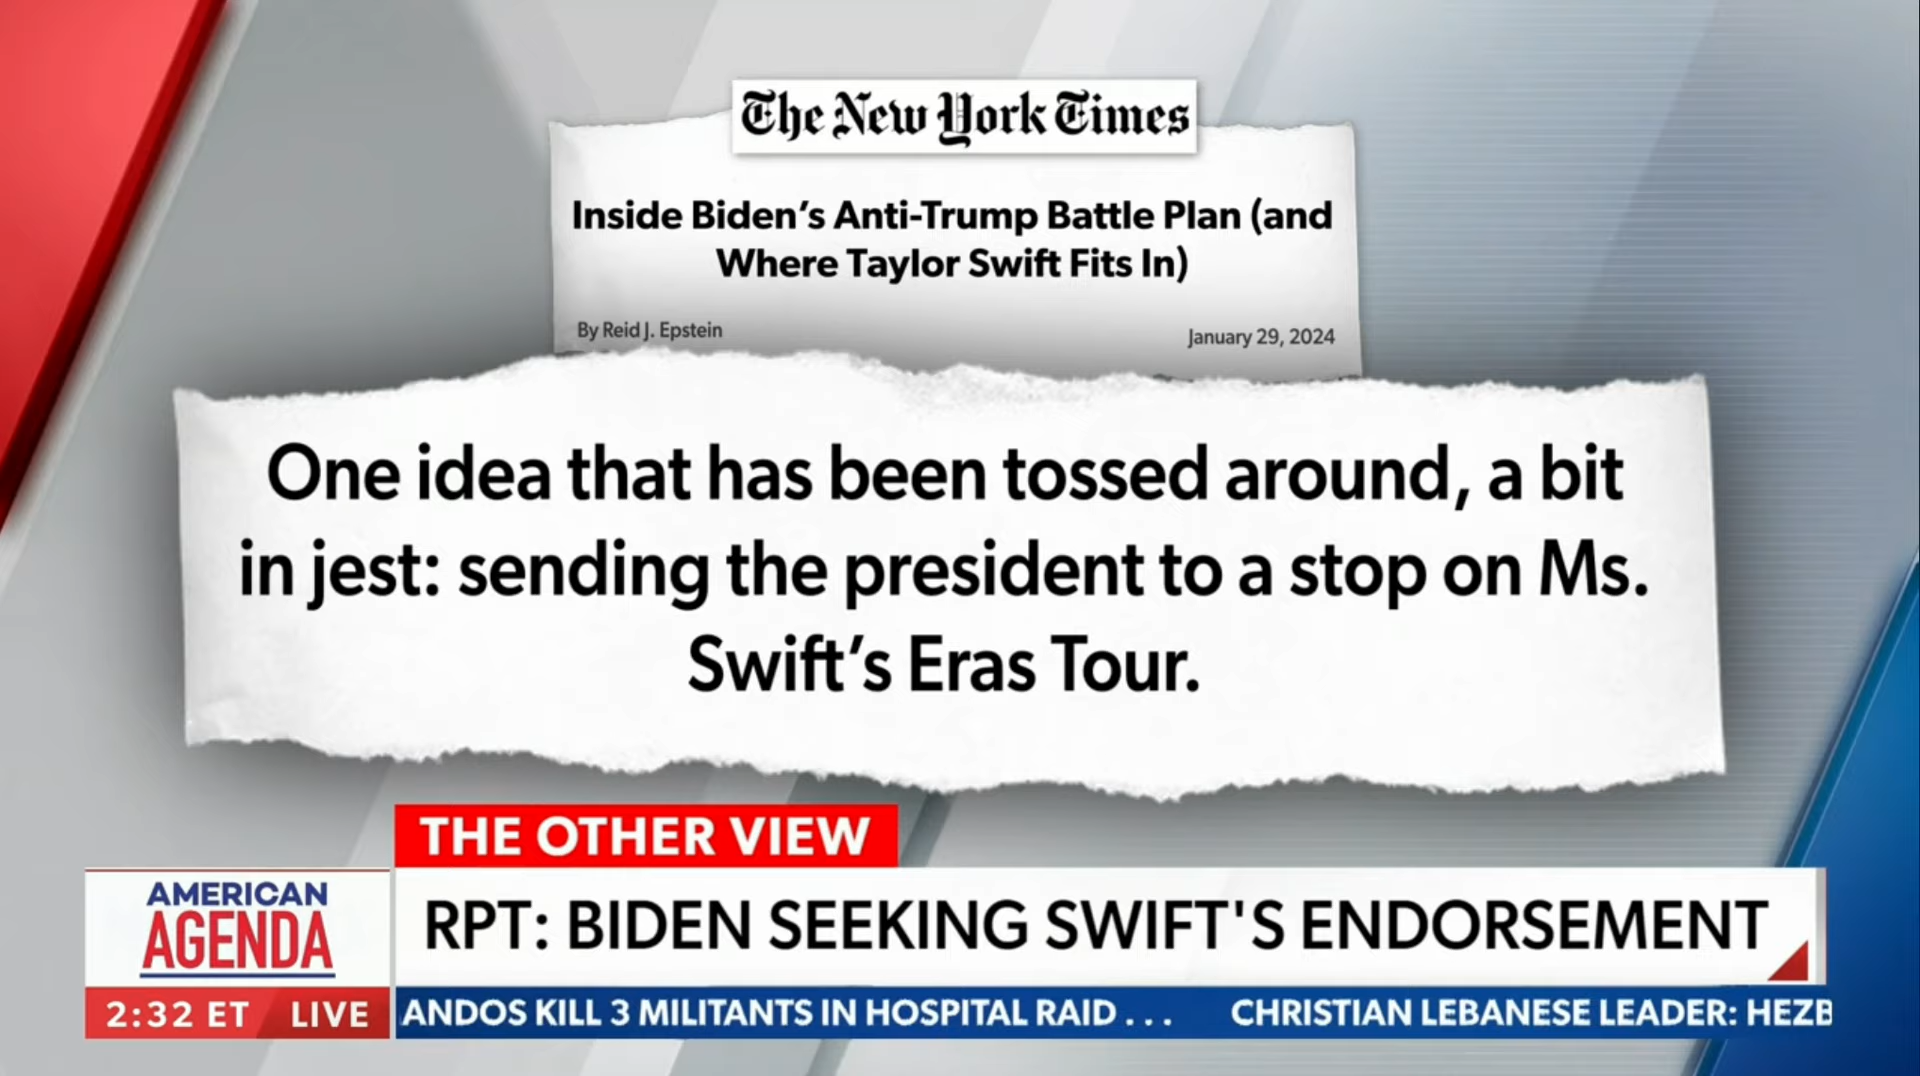 The New York Times
Inside Biden's Anti-Trump Battle Plan (and
Where Taylor Swift Fits In)
By Reid J. Epstein
January 29, 2024
One idea that has been tossed around, a bit
in jest: sending the president to a stop on Ms.
Swift's Eras Tour.
THE OTHER VIEW
AMERICAN
AGENDA
RPT: BIDEN SEEKING SWIFT'S ENDORSEMENT
2:32 ET LIVE
ANDOS KILL 3 MILITANTS IN HOSPITAL RAID . . . CHRISTIAN LEBANESE LEADER: HEZB